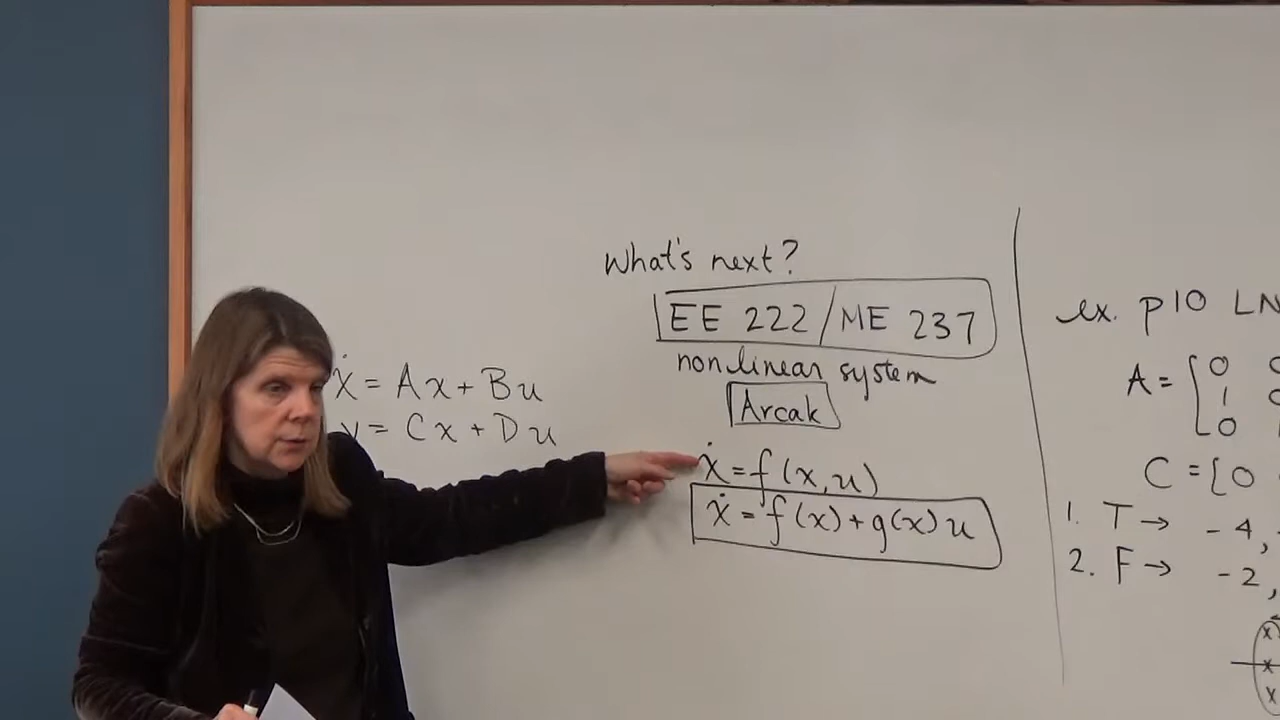 ẋ = Ax + Bu
y = Cx + Du
What's next?
EE 222 / ME 237
nonlinear system
Arcak
ẋ = f(x,u)
ẋ = f(x) + g(x)u
ex. p10 LN
A = [0
1
0
C = [0
1. T → -4,
2. F → -2,
x
x
x